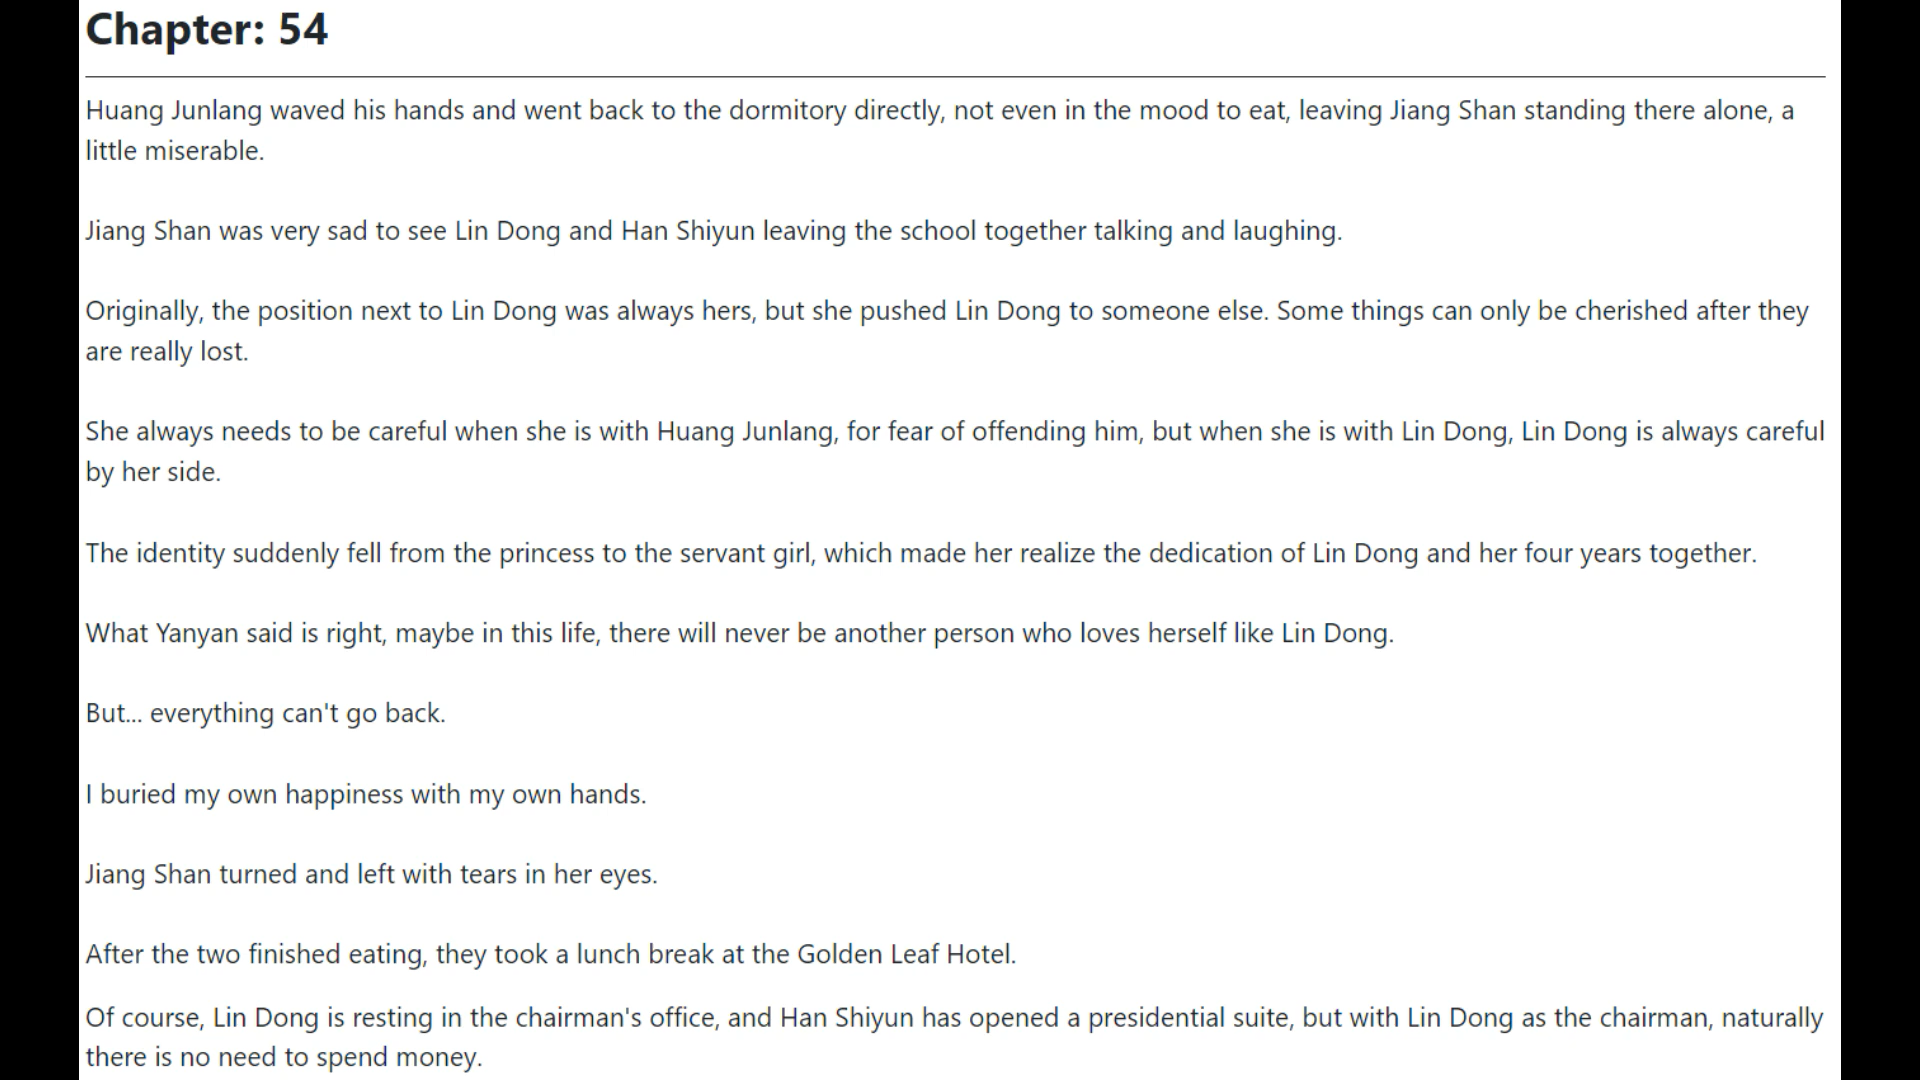 Chapter: 54
Huang Junlang waved his hands and went back to the dormitory directly, not even in the mood to eat, leaving Jiang Shan standing there alone, a
little miserable.
Jiang Shan was very sad to see Lin Dong and Han Shiyun leaving the school together talking and laughing.
Originally, the position next to Lin Dong was always hers, but she pushed Lin Dong to someone else. Some things can only be cherished after they
are really lost.
She always needs to be careful when she is with Huang Junlang, for fear of offending him, but when she is with Lin Dong, Lin Dong is always careful
by her side.
The identity suddenly fell from the princess to the servant girl, which made her realize the dedication of Lin Dong and her four years together.
What Yanyan said is right, maybe in this life, there will never be another person who loves herself like Lin Dong.
But... everything can't go back.
I buried my own happiness with my own hands.
Jiang Shan turned and left with tears in her eyes.
After the two finished eating, they took a lunch break at the Golden Leaf Hotel.
Of course, Lin Dong is resting in the chairman's office, and Han Shiyun has opened a presidential suite, but with Lin Dong as the chairman, naturally
there is no need to spend money.